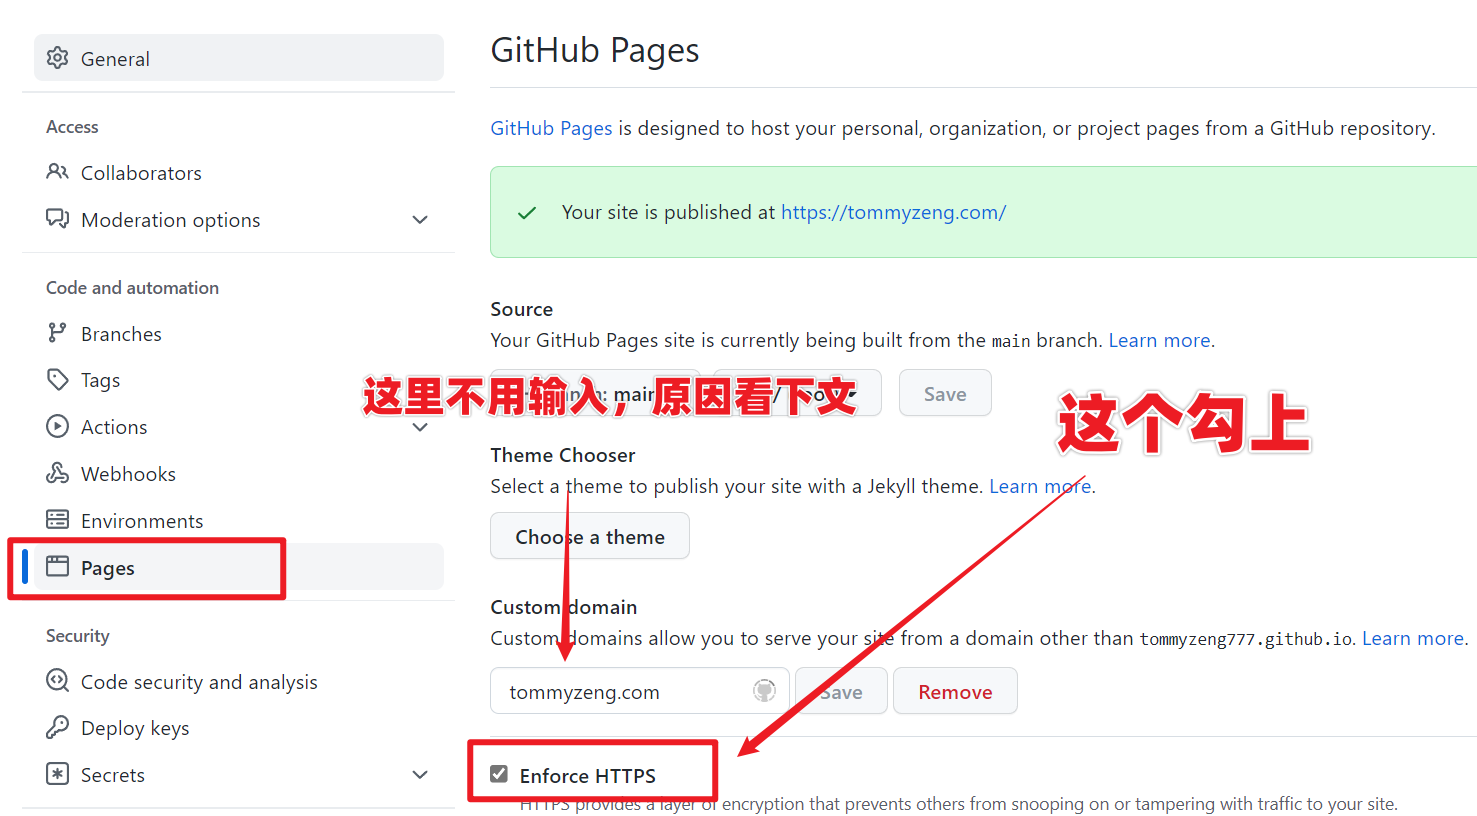 General
Access
Collaborators
Moderation options
Code and automation
Branches
Tags
Actions
Webhooks
Environments
Pages
Security
Code security and analysis
Deploy keys
Secrets
GitHub Pages
GitHub Pages is designed to host your personal, organization, or project pages from a GitHub repository.
Your site is published at https://tommyzeng.com/
Source
Your GitHub Pages site is currently being built from the main branch. Learn more.
这里不用输入，原因看下文
Save
这个勾上
Theme Chooser
Select a theme to publish your site with a Jekyll theme. Learn more.
Choose a theme
Custom domain
Custom domains allow you to serve your site from a domain other than tommyzeng777.github.io. Learn more.
tommyzeng.com
Save
Remove
Enforce HTTPS
HTTPS provides a layer of encryption that prevents others from snooping on or tampering with traffic to your site.